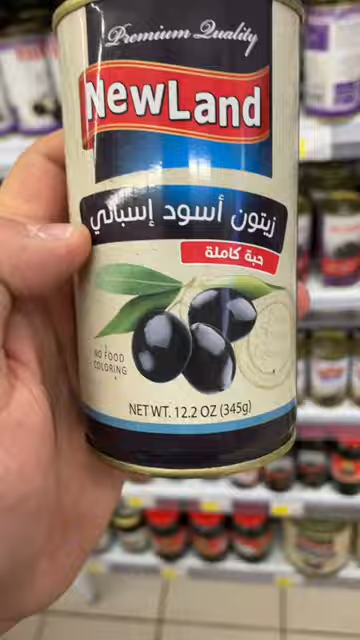 Premium Quality
NewLand
زيتون أسود إسباني
حبة كاملة
NO FOOD
COLORING
NET WT. 12.2 OZ (345g)